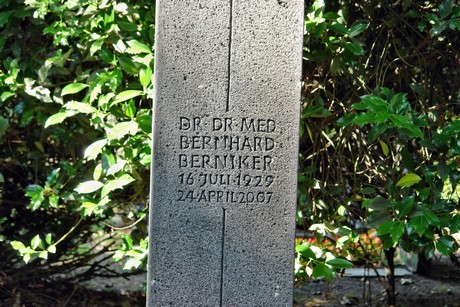 DR·DR·MED
BERNHARD
BERNIKER
16·JULI·1929
24·APRIL 2007